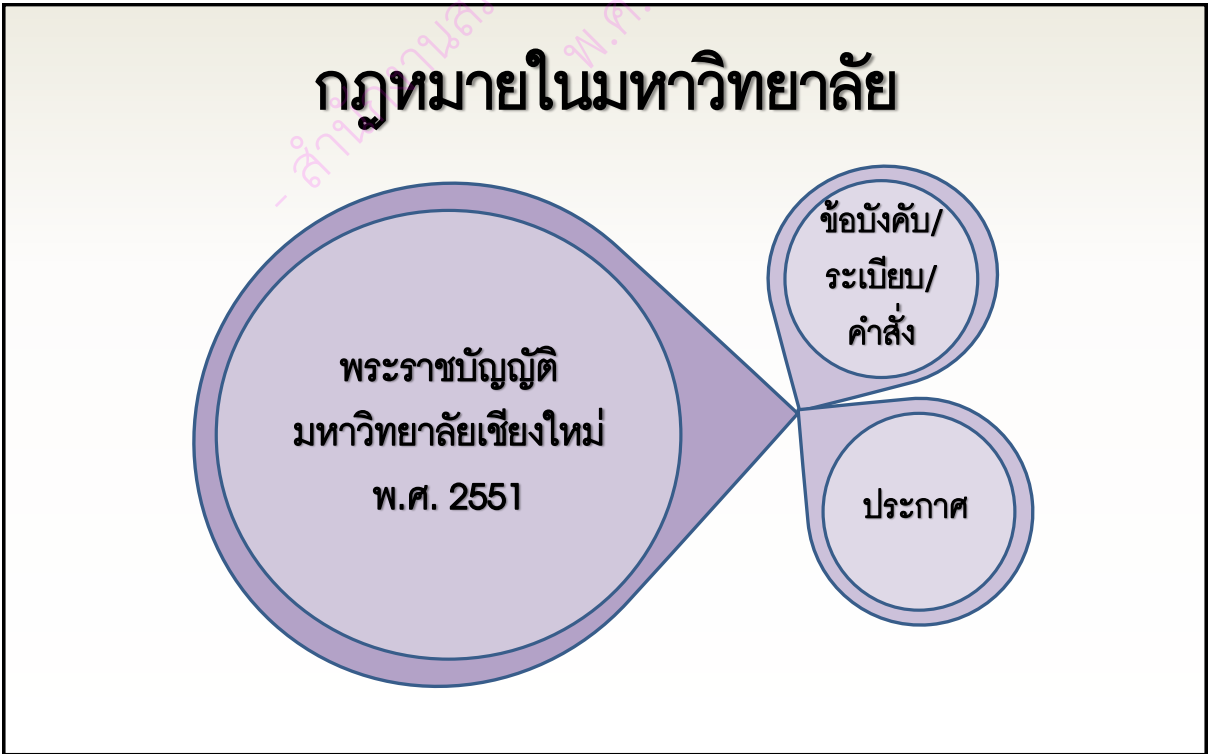 กฎหมายในมหาวิทยาลัย
พระราชบัญญัติ
มหาวิทยาลัยเชียงใหม่
พ.ศ. 2551
ข้อบังคับ/
ระเบียบ/
คำสั่ง
ประกาศ